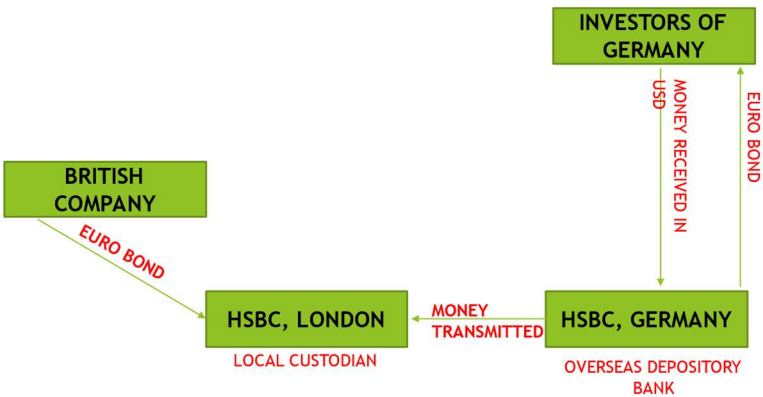 INVESTORS OF
GERMANY
MONEY RECEIVED IN
USD
EURO BOND
BRITISH
COMPANY
EURO BOND
HSBC, LONDON
LOCAL CUSTODIAN
MONEY
TRANSMITTED
HSBC, GERMANY
OVERSEAS DEPOSITORY
BANK